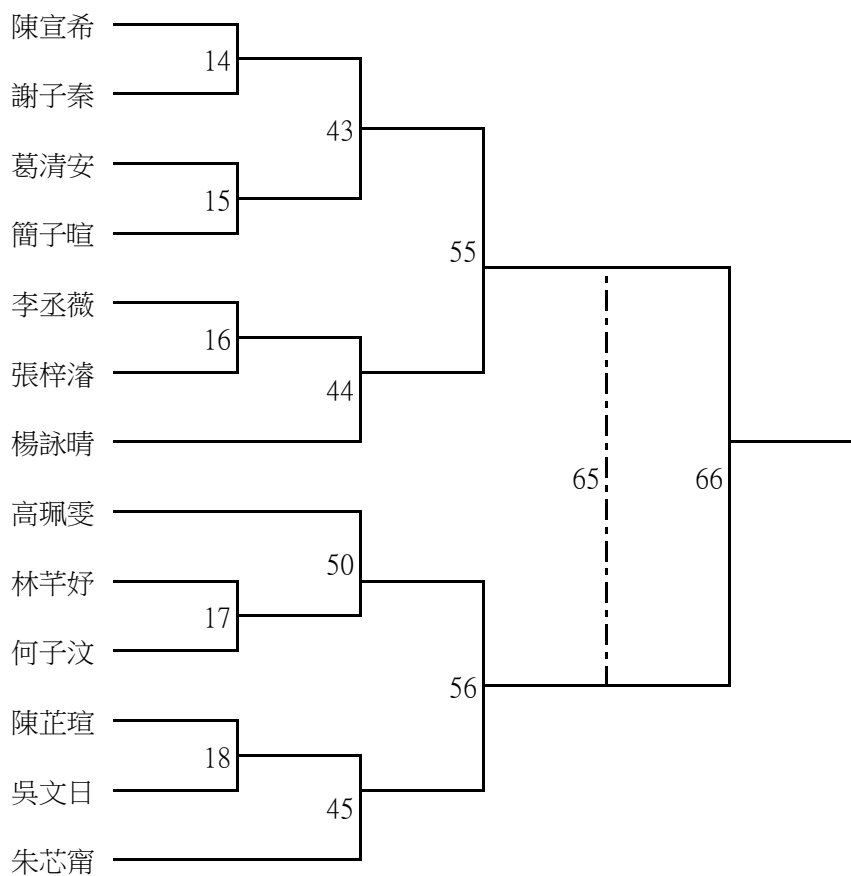 陳宣希
14
謝子秦
43
葛清安
15
簡子暄
55
李丞薇
16
張梓濬
44
楊詠晴
65
66
高珮雯
50
林芊妤
17
何子汶
56
陳芷瑄
18
吳文日
45
朱芯甯